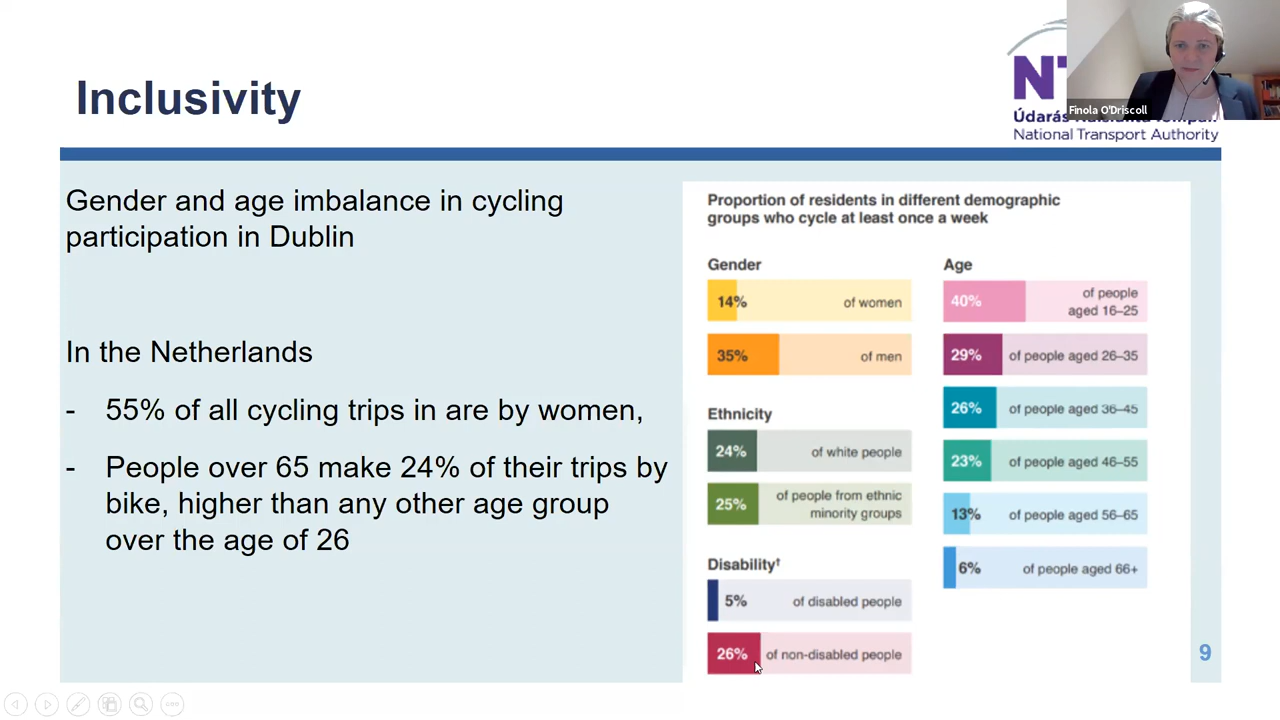 Inclusivity
Finola O'Driscoll
NT
Údarás
National Transport Authority
Gender and age imbalance in cycling
participation in Dublin
In the Netherlands
- 55% of all cycling trips in are by women,
- People over 65 make 24% of their trips by
bike, higher than any other age group
over the age of 26
Proportion of residents in different demographic
groups who cycle at least once a week
Gender
14% of women
35% of men
Ethnicity
24% of white people
25% of people from ethnic
minority groups
Disability†
5% of disabled people
26% of non-disabled people
Age
40% of people
aged 16–25
29% of people aged 26–35
26% of people aged 36–45
23% of people aged 46–55
13% of people aged 56–65
6% of people aged 66+
9